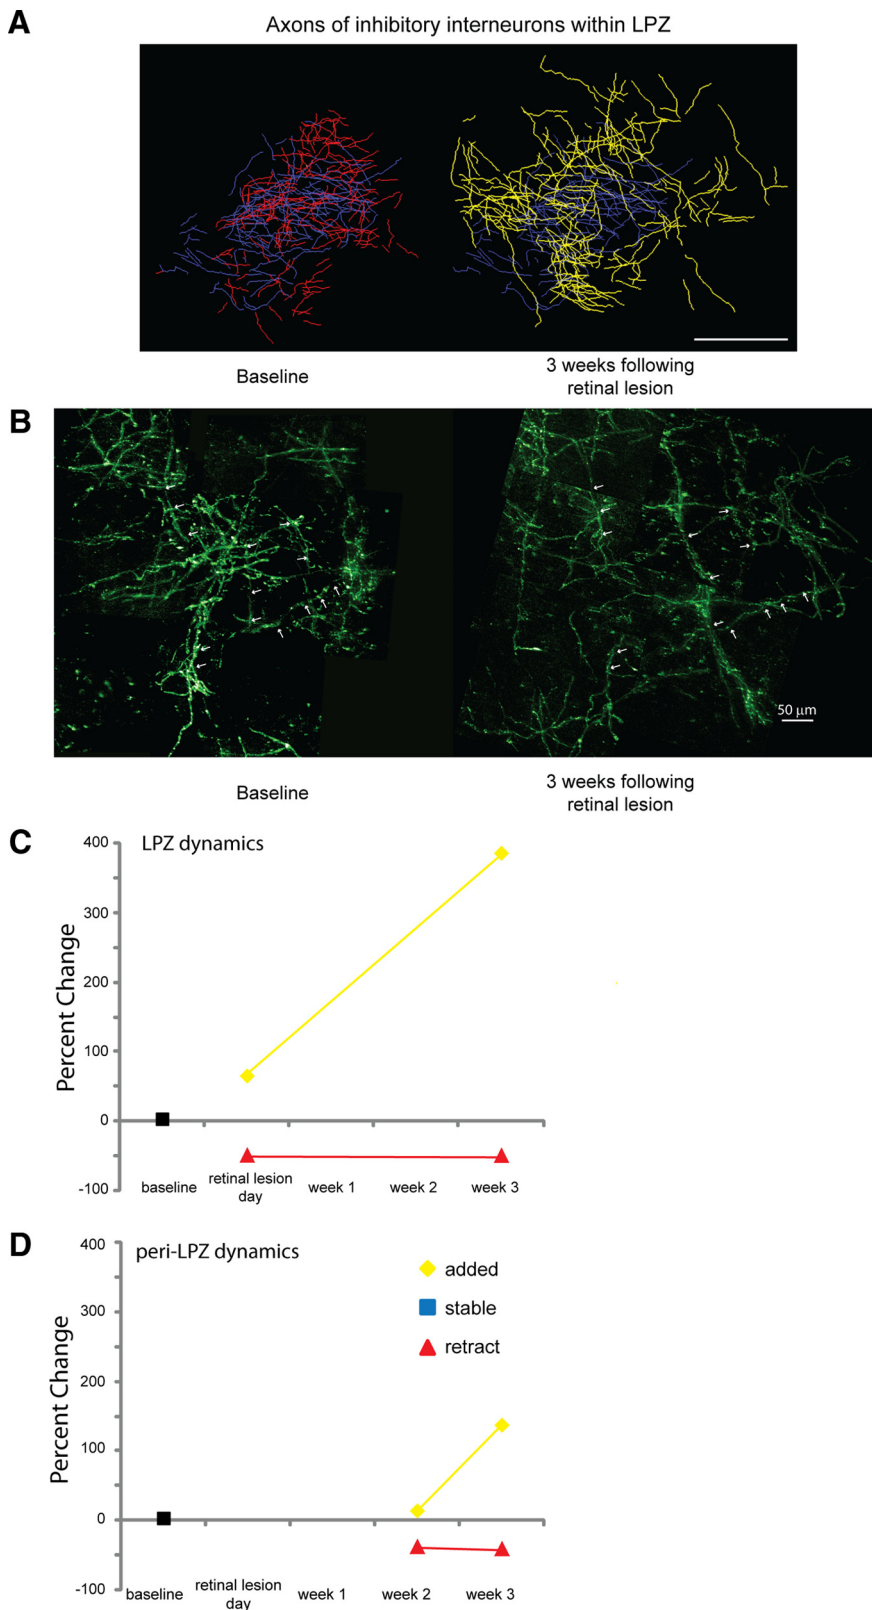 A
Axons of inhibitory interneurons within LPZ
Baseline
3 weeks following
retinal lesion
B
50 μm
Baseline
3 weeks following
retinal lesion
C
LPZ dynamics
Percent Change
400
300
200
100
0
-100
baseline
retinal lesion
day
week 1
week 2
week 3
D
peri-LPZ dynamics
added
stable
retract
Percent Change
400
300
200
100
0
-100
baseline
retinal lesion
day
week 1
week 2
week 3